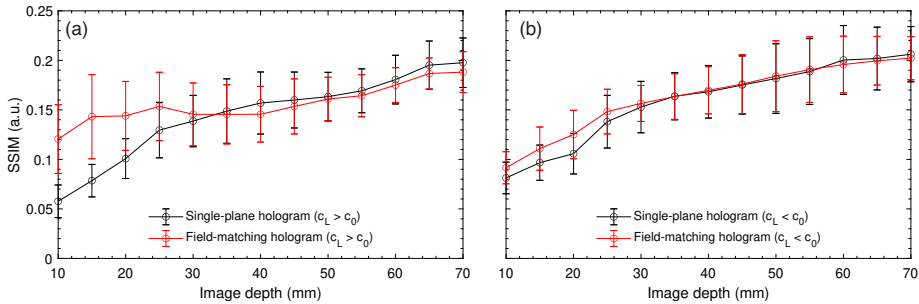 (a)
(b)
0.25
0.2
0.15
0.1
0.05
0
SSIM (a.u.)
Single-plane hologram (c_L > c_0)
Field-matching hologram (c_L > c_0)
Single-plane hologram (c_L < c_0)
Field-matching hologram (c_L < c_0)
10 20 30 40 50 60 70
10 20 30 40 50 60 70
Image depth (mm)
Image depth (mm)